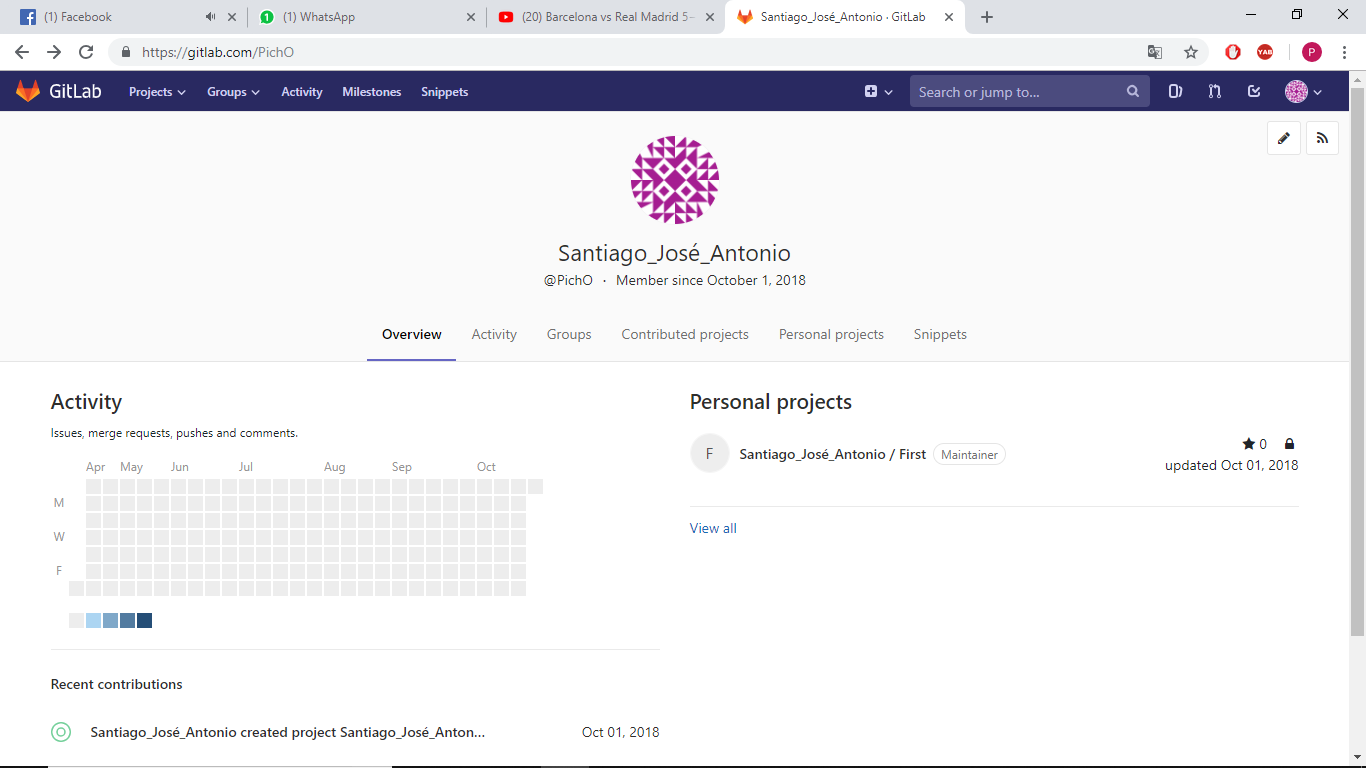 (1) Facebook
(1) WhatsApp
(20) Barcelona vs Real Madrid 5-
Santiago_José_Antonio · GitLab
https://gitlab.com/PichO
YAB
P
GitLab
Projects
Groups
Activity
Milestones
Snippets
Search or jump to...
Santiago_José_Antonio
@PichO · Member since October 1, 2018
Overview
Activity
Groups
Contributed projects
Personal projects
Snippets
Activity
Issues, merge requests, pushes and comments.
Apr May Jun Jul Aug Sep Oct
M
W
F
Recent contributions
Santiago_José_Antonio created project Santiago_José_Anton...
Oct 01, 2018
Personal projects
F
Santiago_José_Antonio / First
Maintainer
0
updated Oct 01, 2018
View all